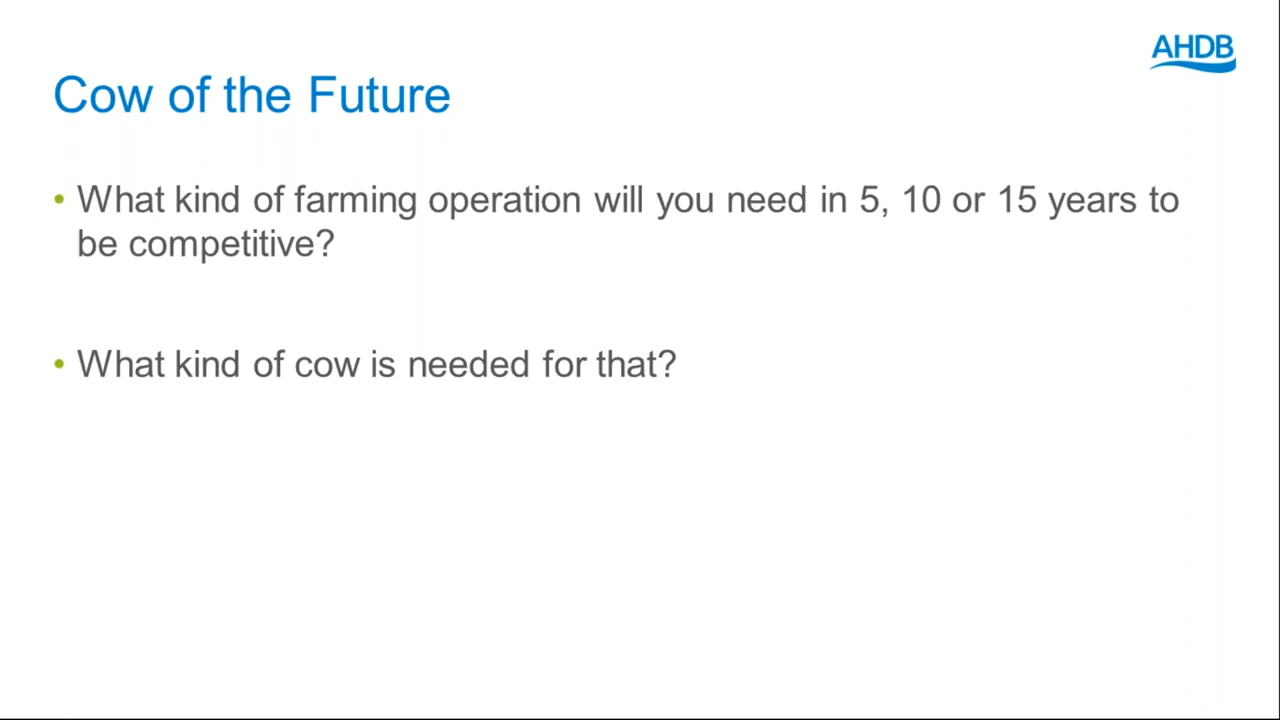 AHDB
Cow of the Future
• What kind of farming operation will you need in 5, 10 or 15 years to
be competitive?
• What kind of cow is needed for that?